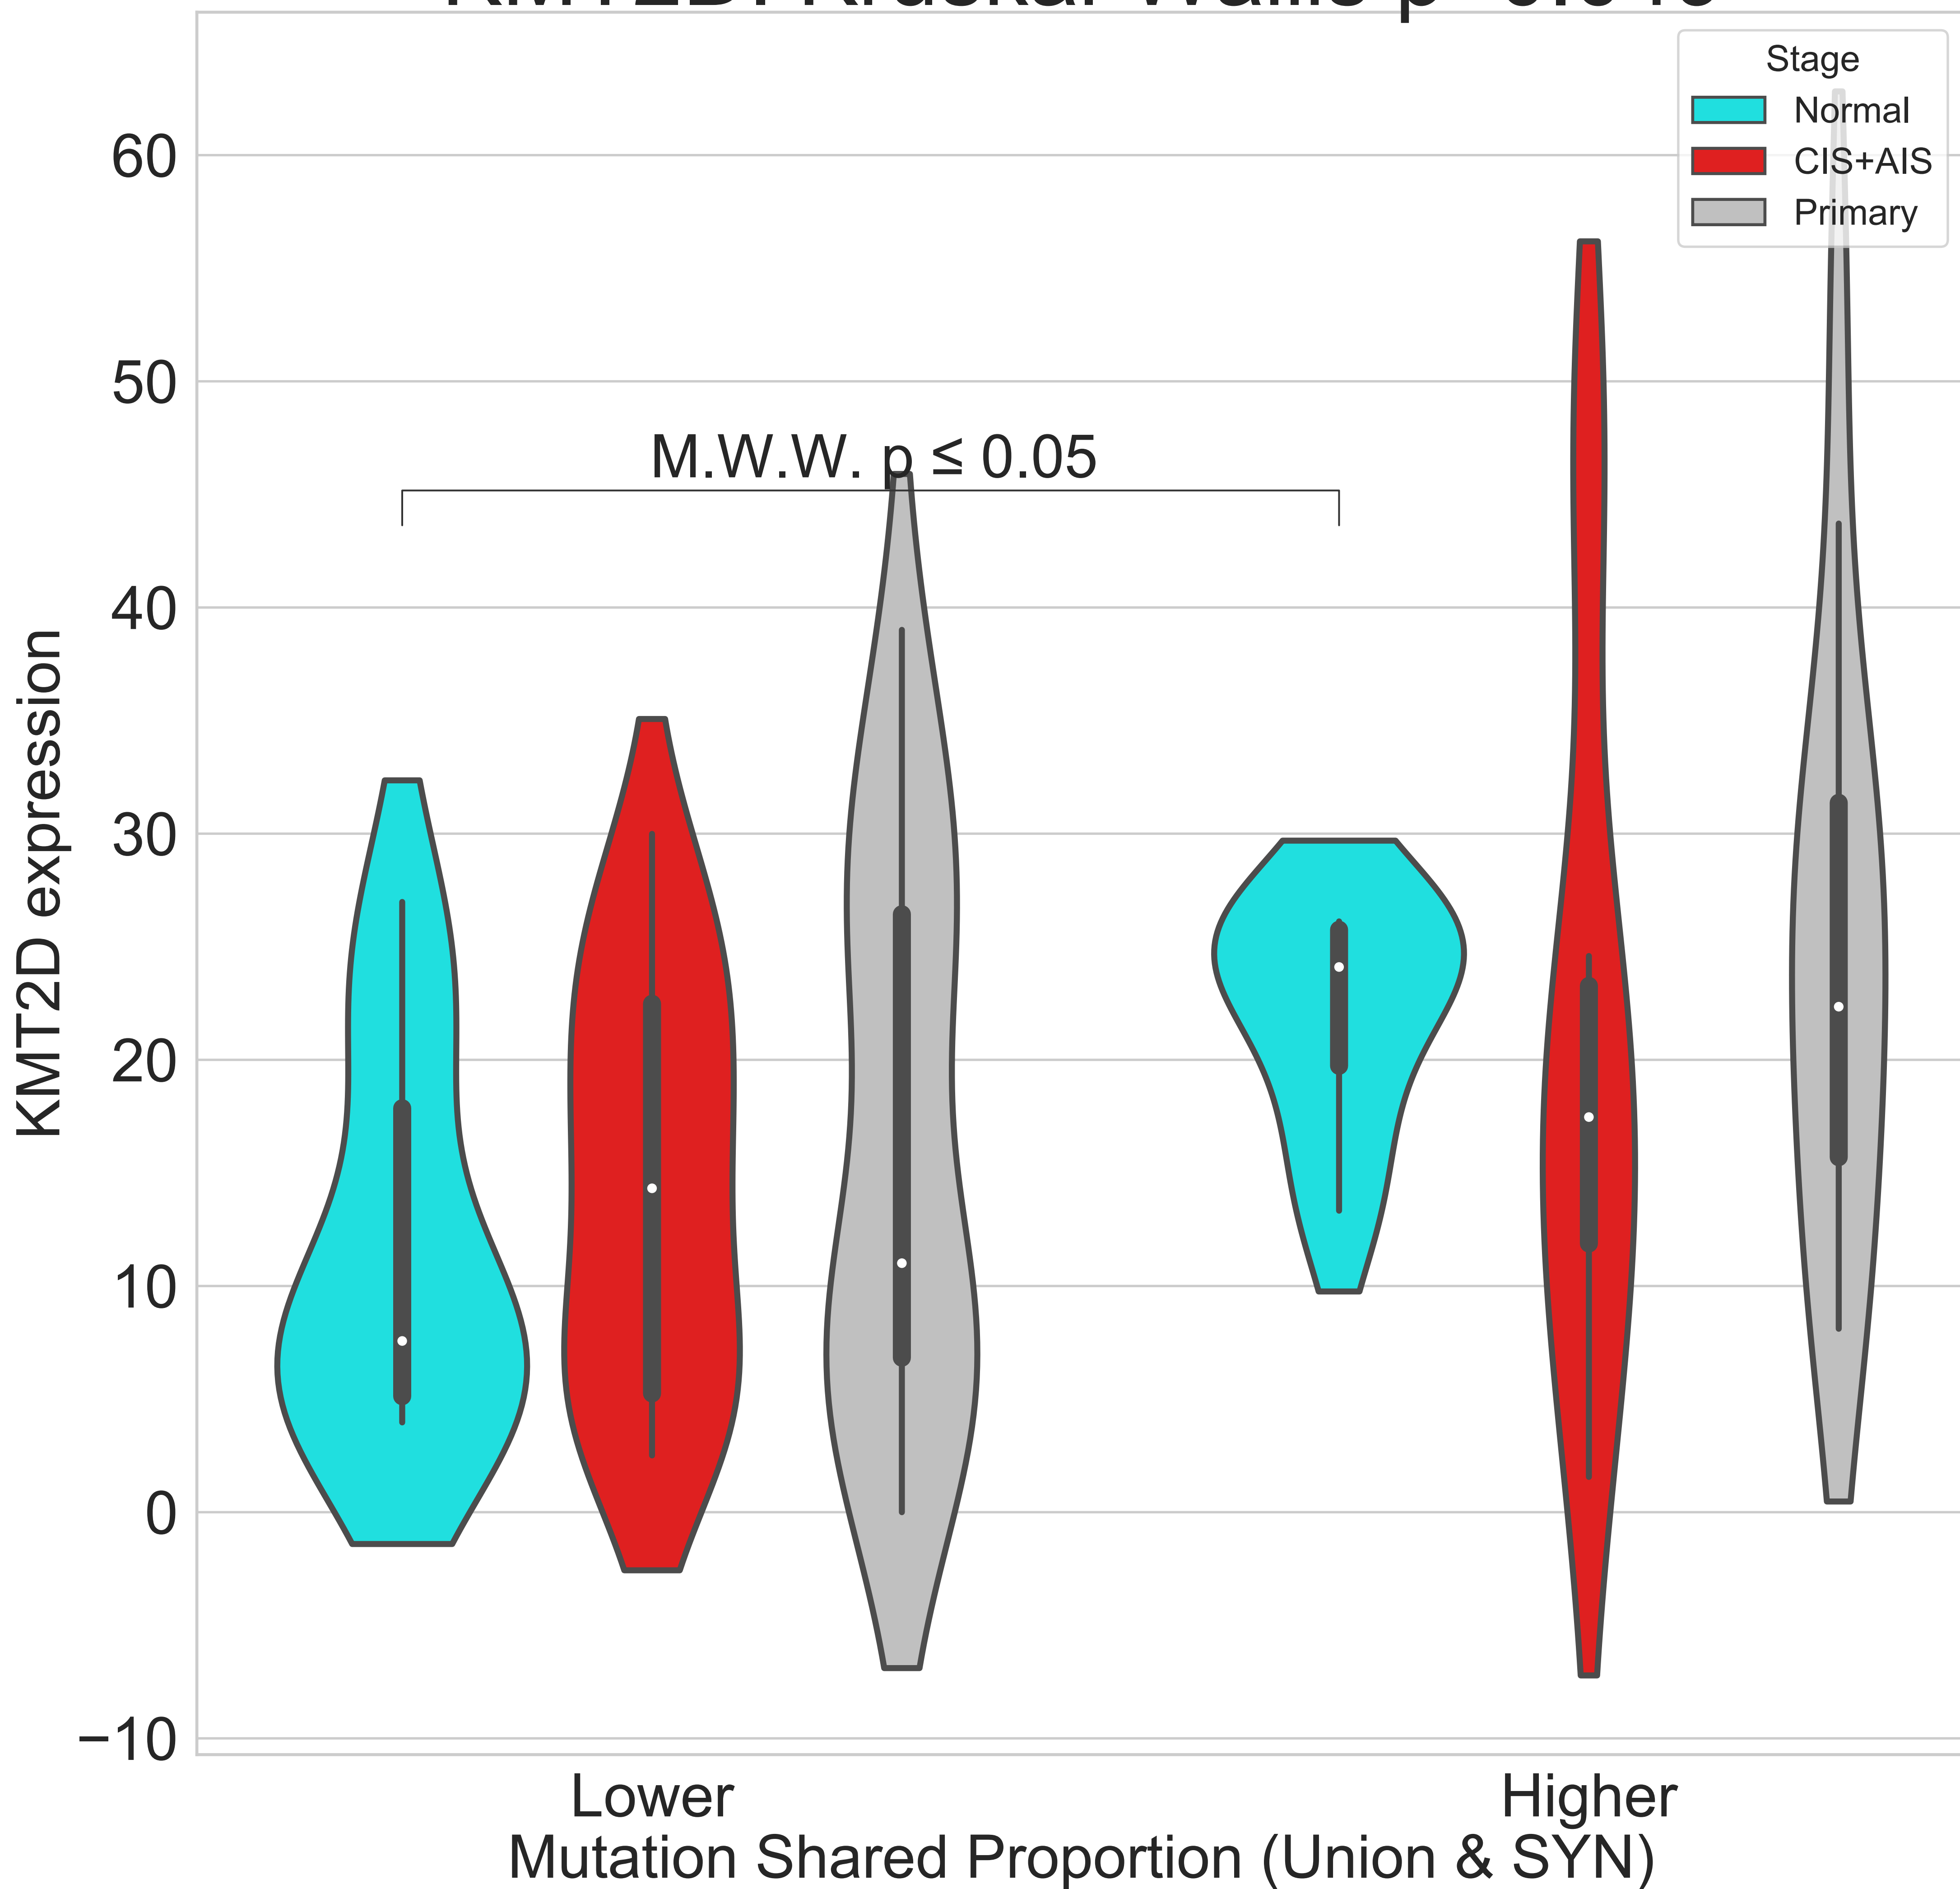 Stage
Normal
CIS+AIS
Primary
60
50
40
30
20
10
0
−10
M.W.W. p ≤ 0.05
KMT2D expression
Lower
Higher
Mutation Shared Proportion (Union & SYN)